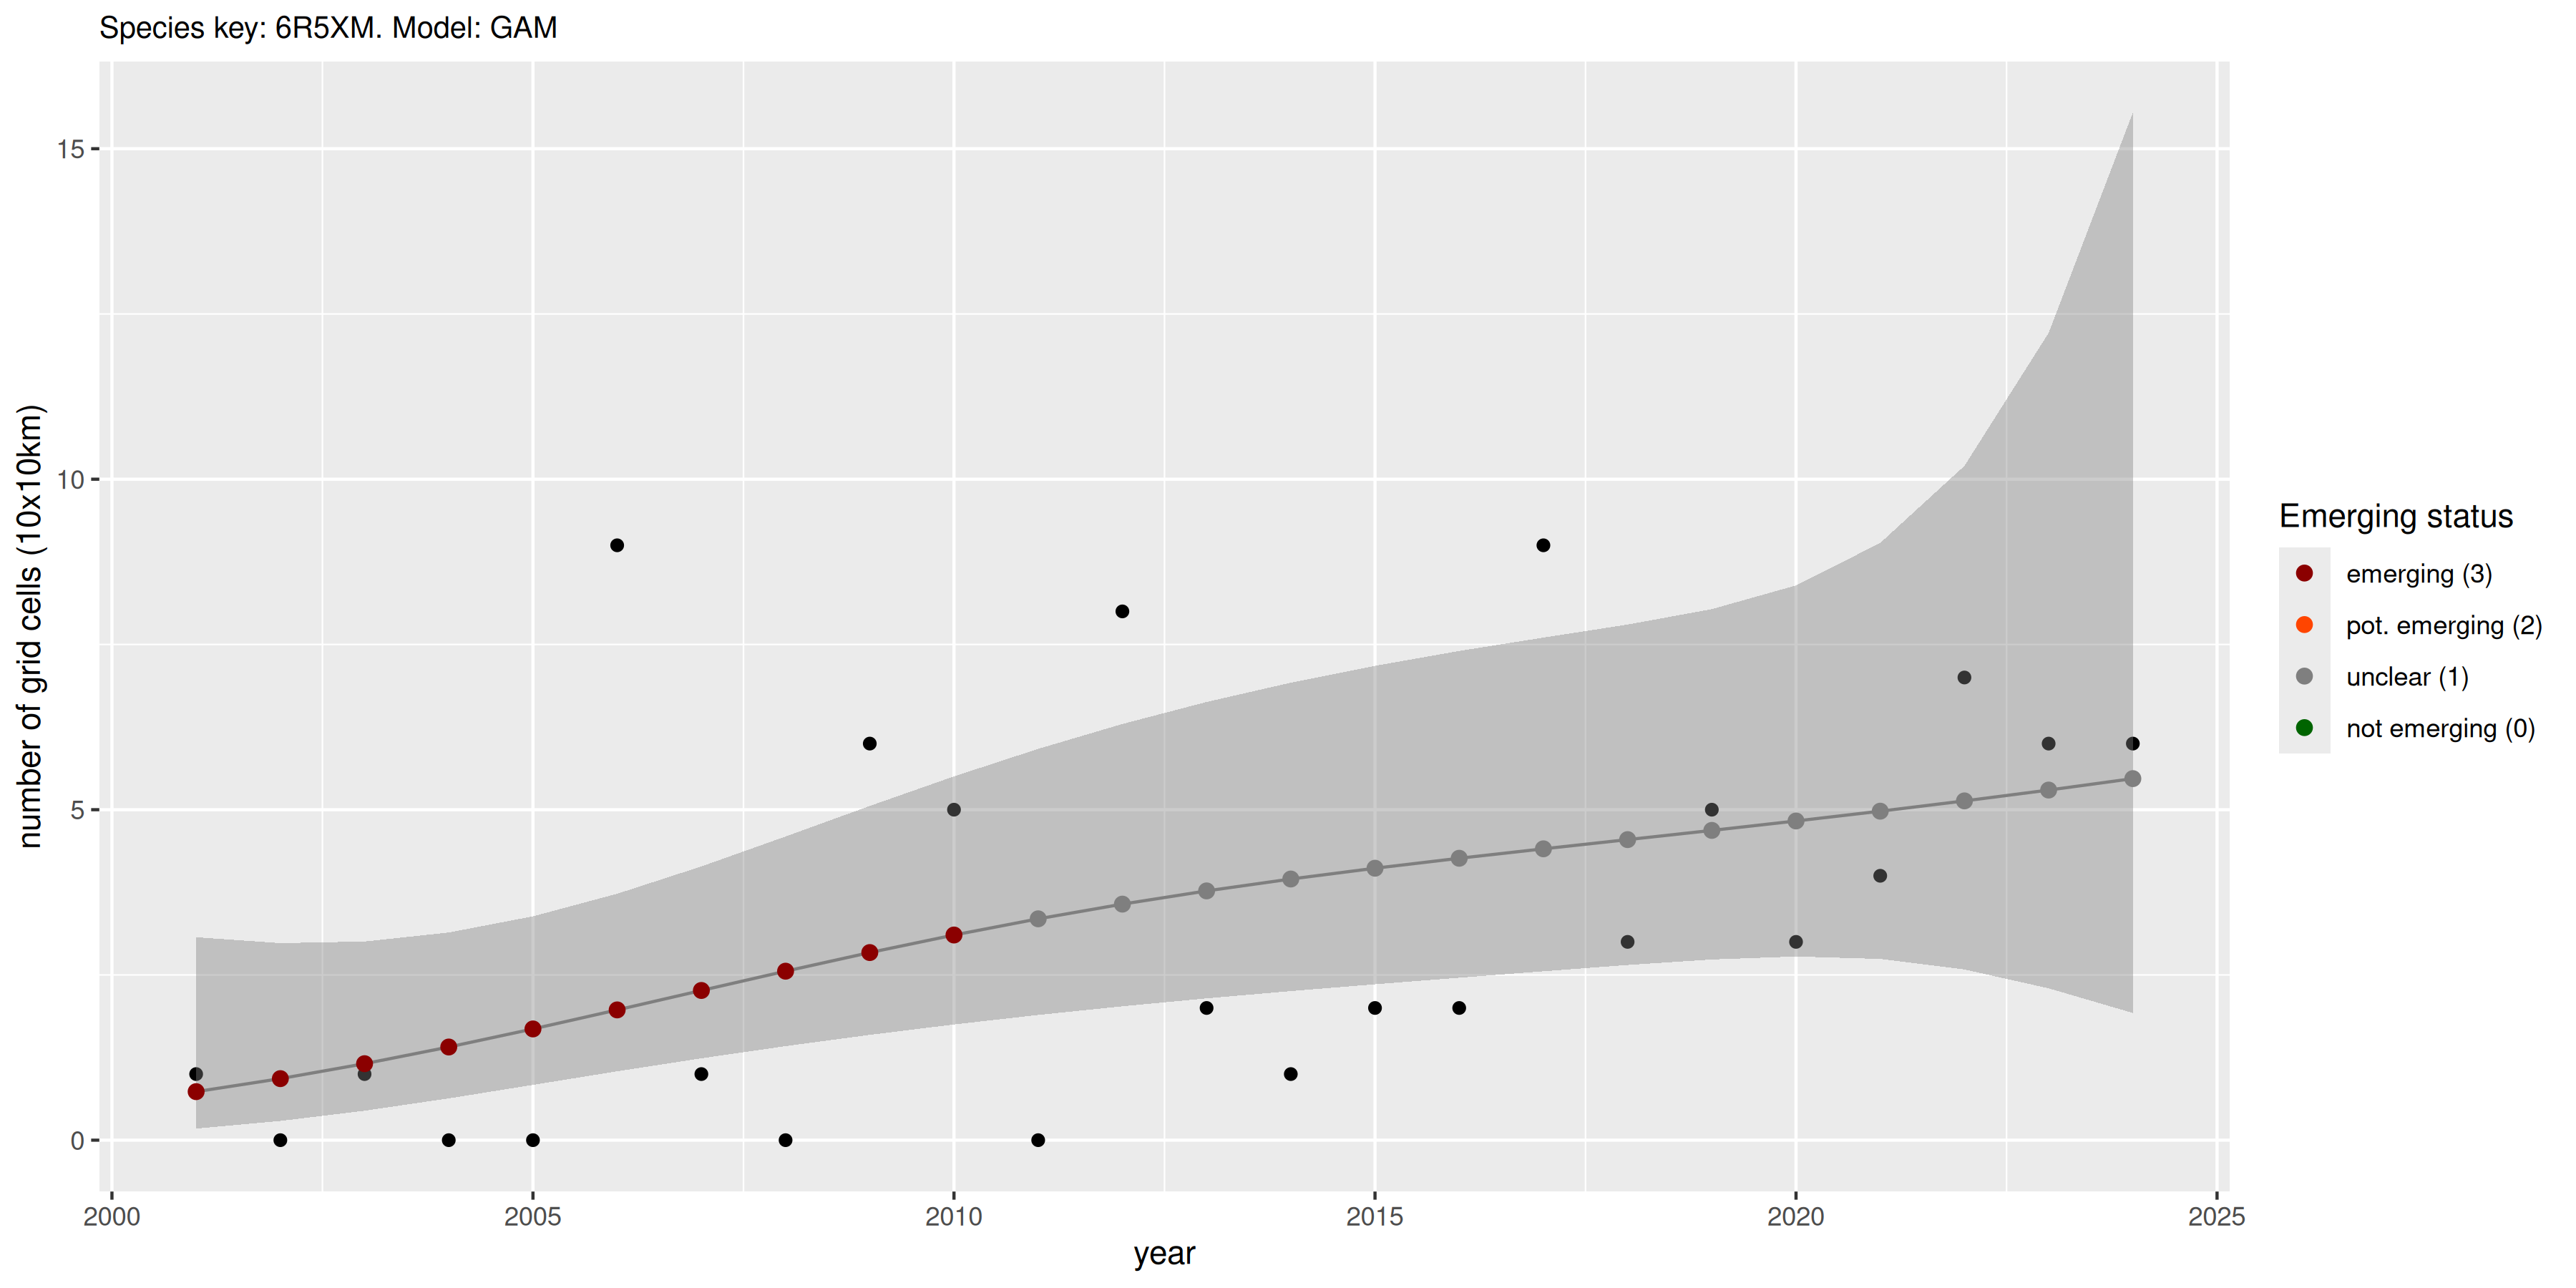 Species key: 6R5XM. Model: GAM
number of grid cells (10x10km)
15
10
5
0
2000
2005
2010
2015
2020
2025
year
Emerging status
emerging (3)
pot. emerging (2)
unclear (1)
not emerging (0)